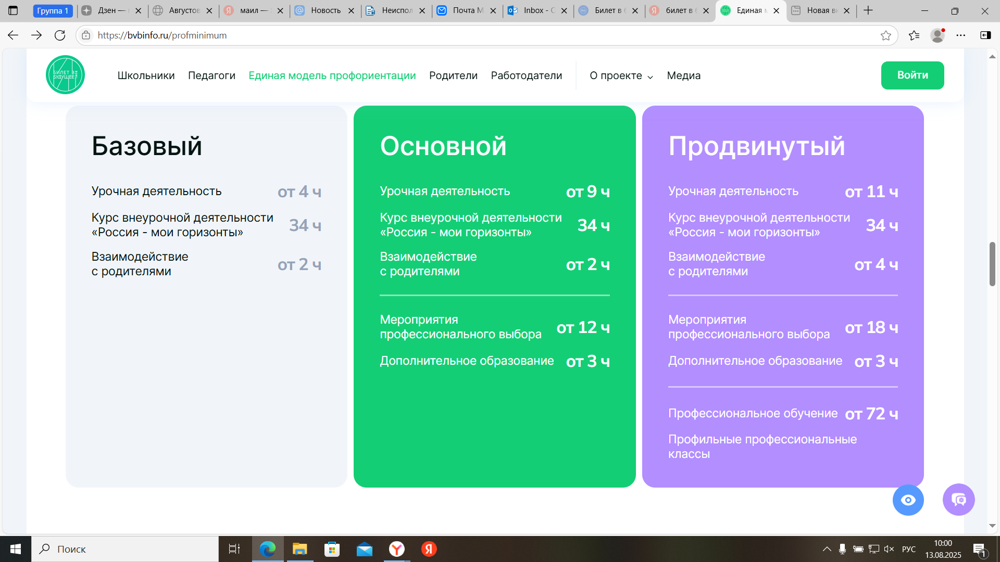 Группа 1
Дзен —
Августов
маил —
Новость
Неиспол
Почта M
Inbox - O
Билет в б
билет в б
Единая м
Новая вк
https://bvbinfo.ru/profminimum
БИЛЕТ В
БУДУЩЕЕ
Школьники
Педагоги
Единая модель профориентации
Родители
Работодатели
О проекте
Медиа
Войти
Базовый
Урочная деятельность от 4 ч
Курс внеурочной деятельности
«Россия - мои горизонты» 34 ч
Взаимодействие
с родителями от 2 ч
Основной
Урочная деятельность от 9 ч
Курс внеурочной деятельности
«Россия - мои горизонты» 34 ч
Взаимодействие
с родителями от 2 ч
Мероприятия
профессионального выбора от 12 ч
Дополнительное образование от 3 ч
Продвинутый
Урочная деятельность от 11 ч
Курс внеурочной деятельности
«Россия - мои горизонты» 34 ч
Взаимодействие
с родителями от 4 ч
Мероприятия
профессионального выбора от 18 ч
Дополнительное образование от 3 ч
Профессиональное обучение от 72 ч
Профильные профессиональные
классы
Поиск
РУС
10:00
13.08.2025
1